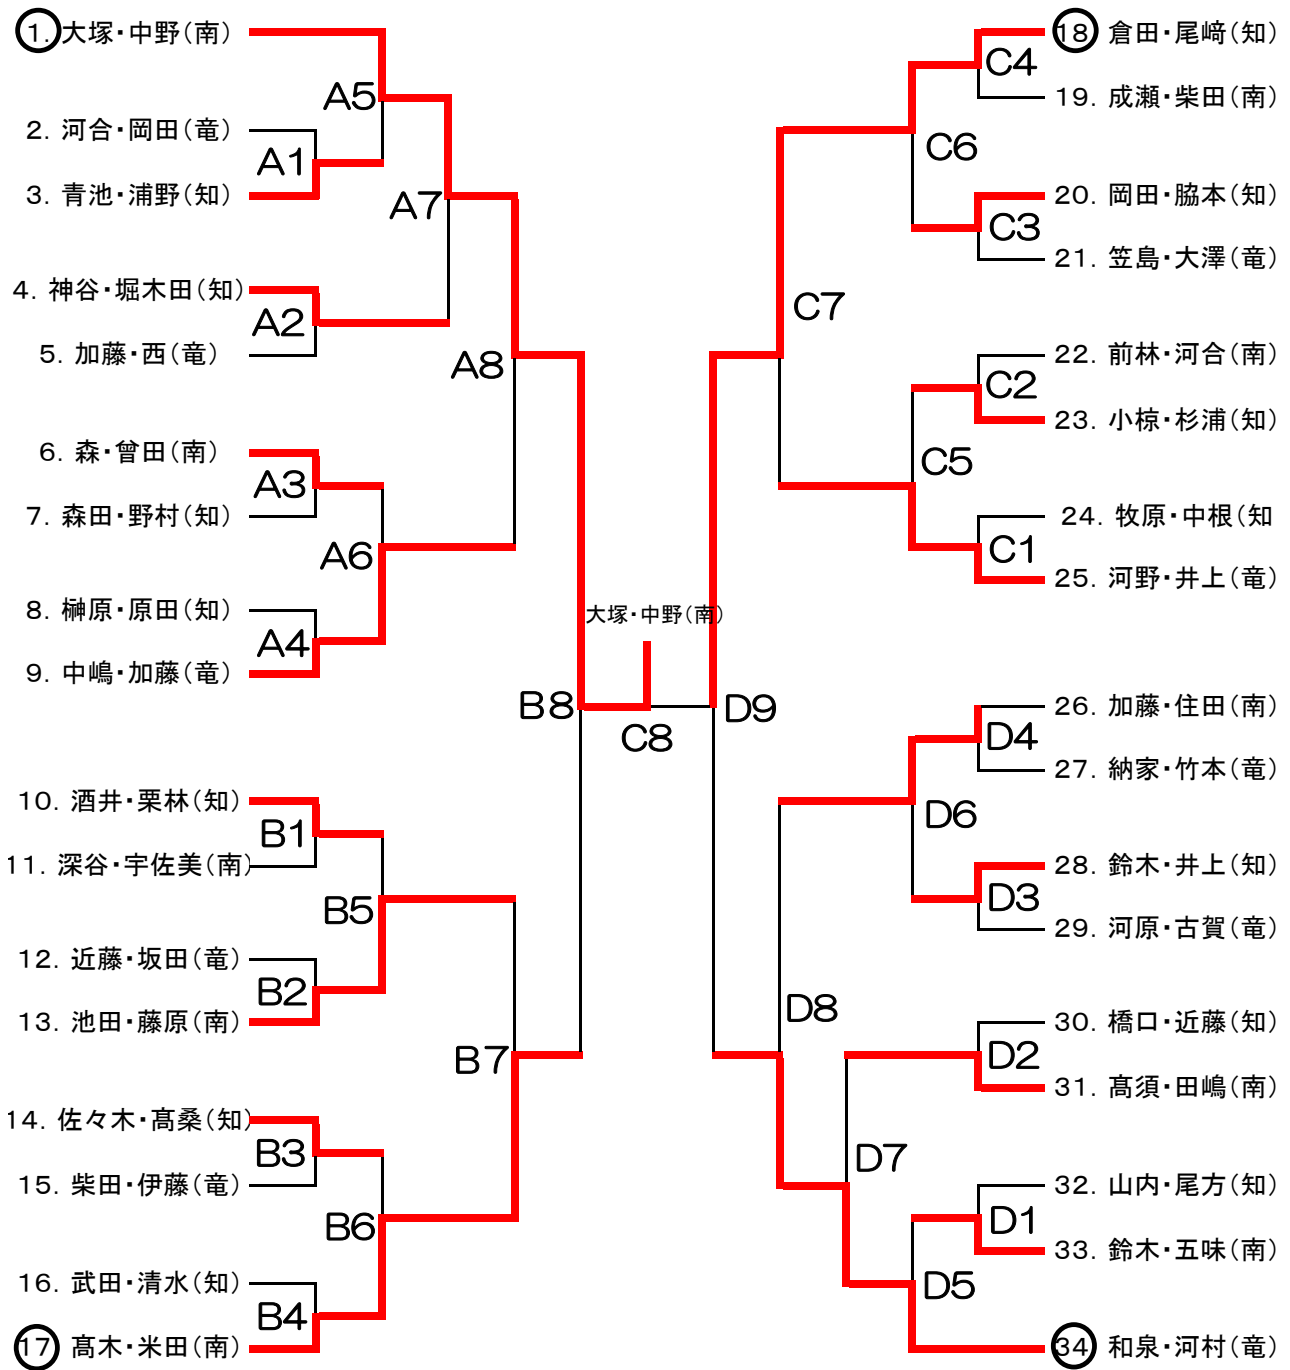 1. 大塚・中野(南)
2. 河合・岡田(竜)
3. 青池・浦野(知)
4. 神谷・堀木田(知)
5. 加藤・西(竜)
6. 森・曾田(南)
7. 森田・野村(知)
8. 榊原・原田(知)
9. 中嶋・加藤(竜)
10. 酒井・栗林(知)
11. 深谷・宇佐美(南)
12. 近藤・坂田(竜)
13. 池田・藤原(南)
14. 佐々木・髙桑(知)
15. 柴田・伊藤(竜)
16. 武田・清水(知)
17 髙木・米田(南)
A5
A1
A7
A2
A8
A3
A6
A4
B8
B1
B5
B2
B7
B3
B6
B4
大塚・中野(南)
C8
C4
C6
C3
C7
C2
C5
C1
D9
D4
D6
D3
D8
D2
D7
D1
D5
18 倉田・尾﨑(知)
19. 成瀬・柴田(南)
20. 岡田・脇本(知)
21. 笠島・大澤(竜)
22. 前林・河合(南)
23. 小椋・杉浦(知)
24. 牧原・中根(知
25. 河野・井上(竜)
26. 加藤・住田(南)
27. 納家・竹本(竜)
28. 鈴木・井上(知)
29. 河原・古賀(竜)
30. 橋口・近藤(知)
31. 髙須・田嶋(南)
32. 山内・尾方(知)
33. 鈴木・五味(南)
34 和泉・河村(竜)